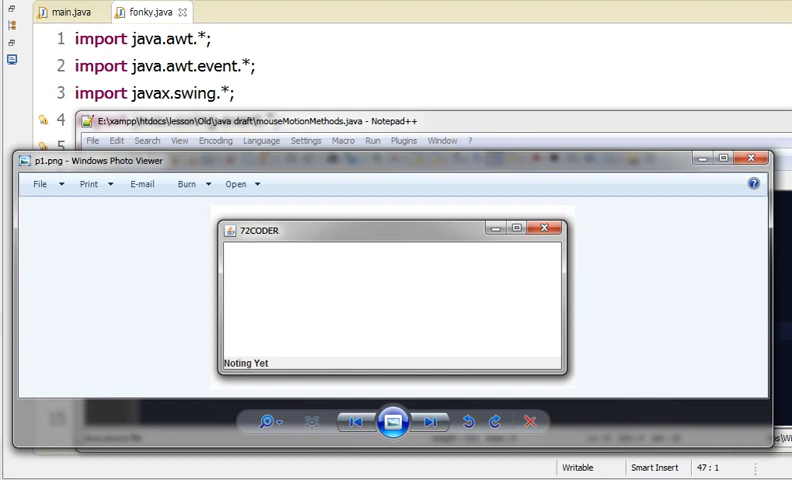 main.java fonky.java
1 import java.awt.*;
2 import java.awt.event.*;
3 import javax.swing.*;
4
E:\xampp\htdocs\lesson\Old\java draft\mouseMotionMethods.java - Notepad++
File Edit Search View Encoding Language Settings Macro Run Plugins Window ?
p1.png - Windows Photo Viewer
File Print E-mail Burn Open
72CODER
Noting Yet
15
Writable Smart Insert 47 : 1